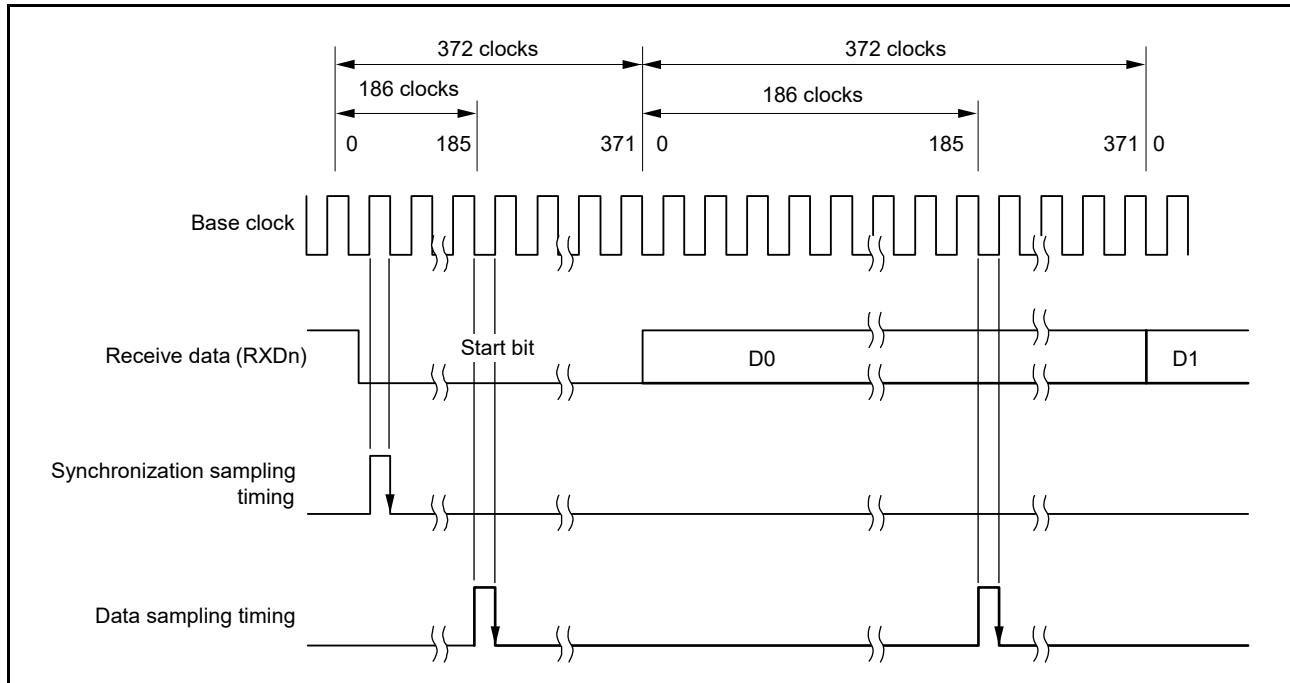 372 clocks 372 clocks
186 clocks 186 clocks
0 185 371 0 185 371 0
Base clock
Receive data (RXDn)
Start bit
D0
D1
Synchronization sampling
timing
Data sampling timing